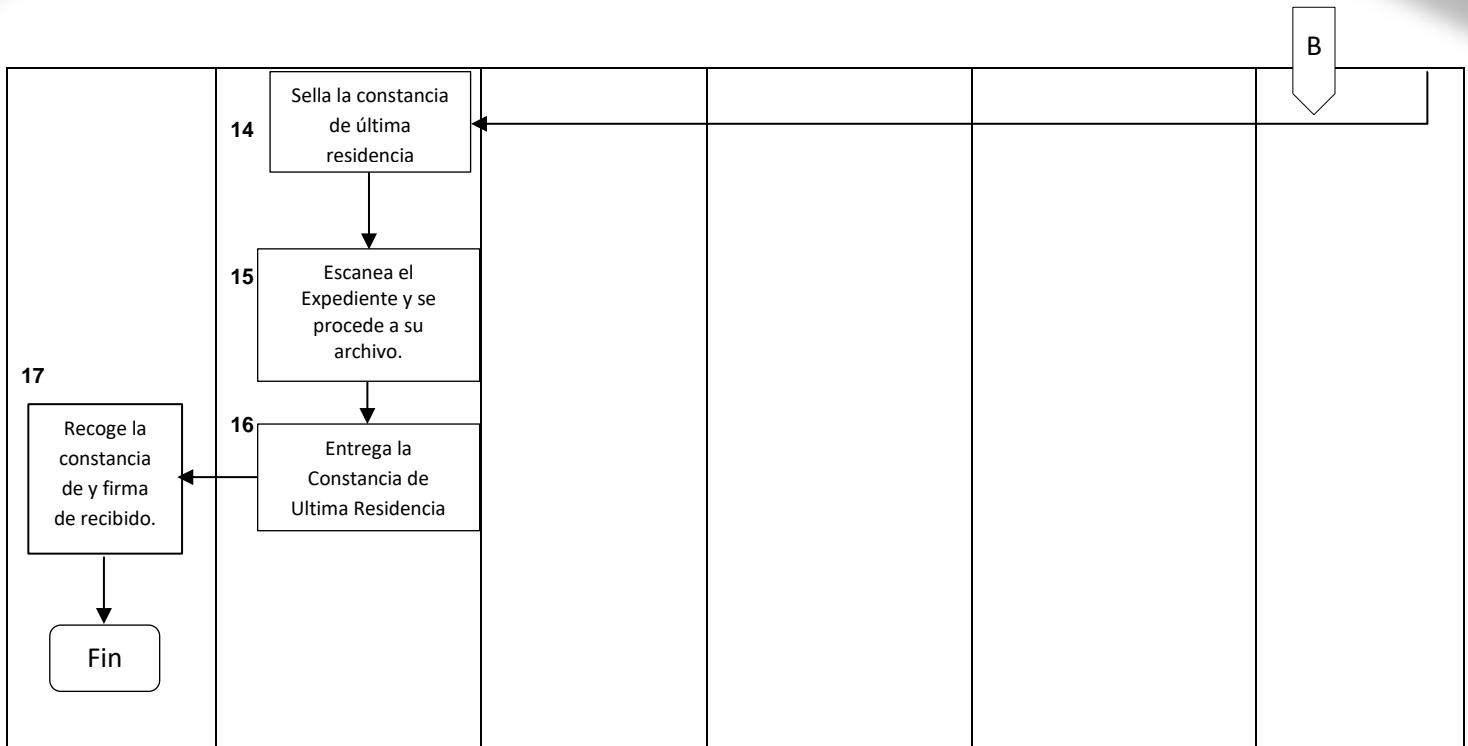 B
14
Sella la constancia
de última
residencia
15
Escanea el
Expediente y se
procede a su
archivo.
16
Entrega la
Constancia de
Ultima Residencia
17
Recoge la
constancia
de y firma
de recibido.
Fin